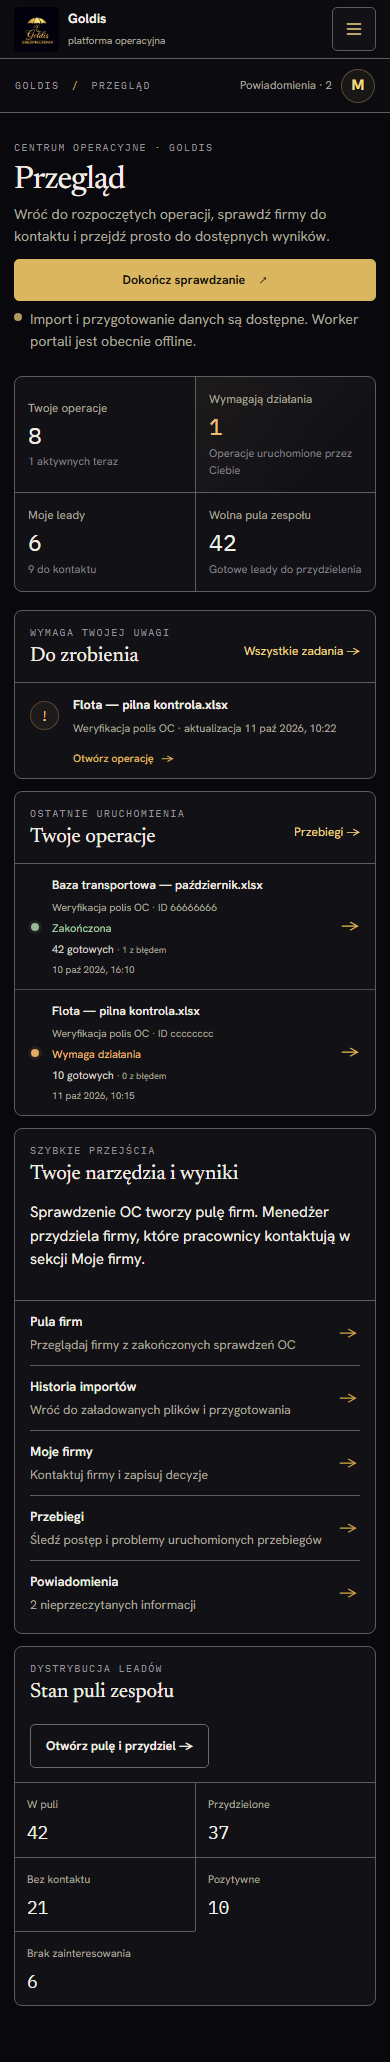 Goldis
Goldis
platforma operacyjna
GOLDIS / PRZEGLĄD
Powiadomienia · 2
M
CENTRUM OPERACYJNE · GOLDIS
Przegląd
Wróć do rozpoczętych operacji, sprawdź firmy do
kontaktu i przejdź prosto do dostępnych wyników.
Dokończ sprawdzanie ↗
Import i przygotowanie danych są dostępne. Worker
portali jest obecnie offline.
Twoje operacje
8
1 aktywnych teraz
Wymagają działania
1
Operacje uruchomione przez
Ciebie
Moje leady
6
9 do kontaktu
Wolna pula zespołu
42
Gotowe leady do przydzielenia
WYMAGA TWOJEJ UWAGI
Do zrobienia
Wszystkie zadania →
!
Flota — pilna kontrola.xlsx
Weryfikacja polis OC · aktualizacja 11 paź 2026, 10:22
Otwórz operację →
OSTATNIE URUCHOMIENIA
Twoje operacje
Przebiegi →
Baza transportowa — październik.xlsx
Weryfikacja polis OC · ID 66666666
Zakończona
42 gotowych · 1 z błędem
10 paź 2026, 16:10
→
Flota — pilna kontrola.xlsx
Weryfikacja polis OC · ID cccccccc
Wymaga działania
10 gotowych · 0 z błędem
11 paź 2026, 10:15
→
SZYBKIE PRZEJŚCIA
Twoje narzędzia i wyniki
Sprawdzenie OC tworzy pulę firm. Menedżer
przydziela firmy, które pracownicy kontaktują w
sekcji Moje firmy.
Pula firm
Przeglądaj firmy z zakończonych sprawdzeń OC
→
Historia importów
Wróć do załadowanych plików i przygotowania
→
Moje firmy
Kontaktuj firmy i zapisuj decyzje
→
Przebiegi
Śledź postęp i problemy uruchomionych przebiegów
→
Powiadomienia
2 nieprzeczytanych informacji
→
DYSTRYBUCJA LEADÓW
Stan puli zespołu
Otwórz pulę i przydziel →
W puli
42
Przydzielone
37
Bez kontaktu
21
Pozytywne
10
Brak zainteresowania
6